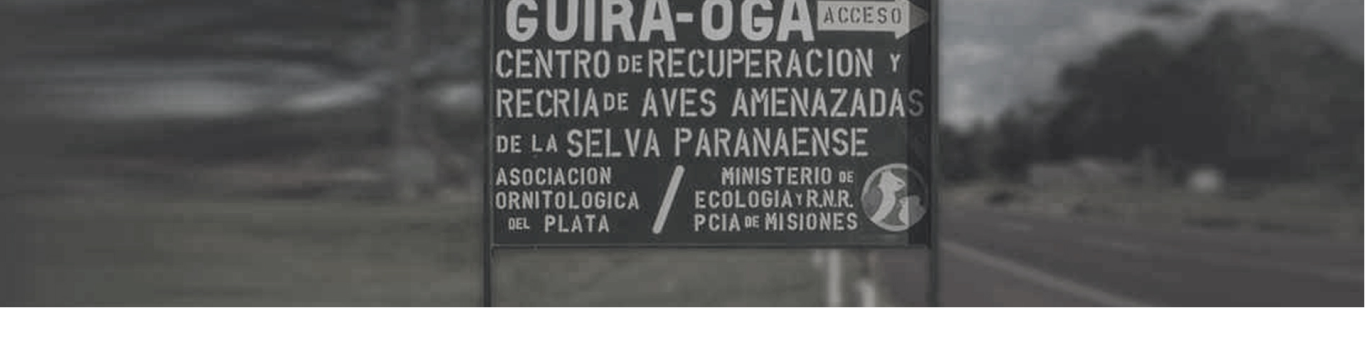 GUIRA-OGA ACCESO
CENTRO DE RECUPERACION Y
RECRIA DE AVES AMENAZADAS
DE LA SELVA PARANAENSE
ASOCIACION
ORNITOLOGICA
DEL PLATA
/
MINISTERIO DE
ECOLOGIA Y R.N.R.
PCIA DE MISIONES